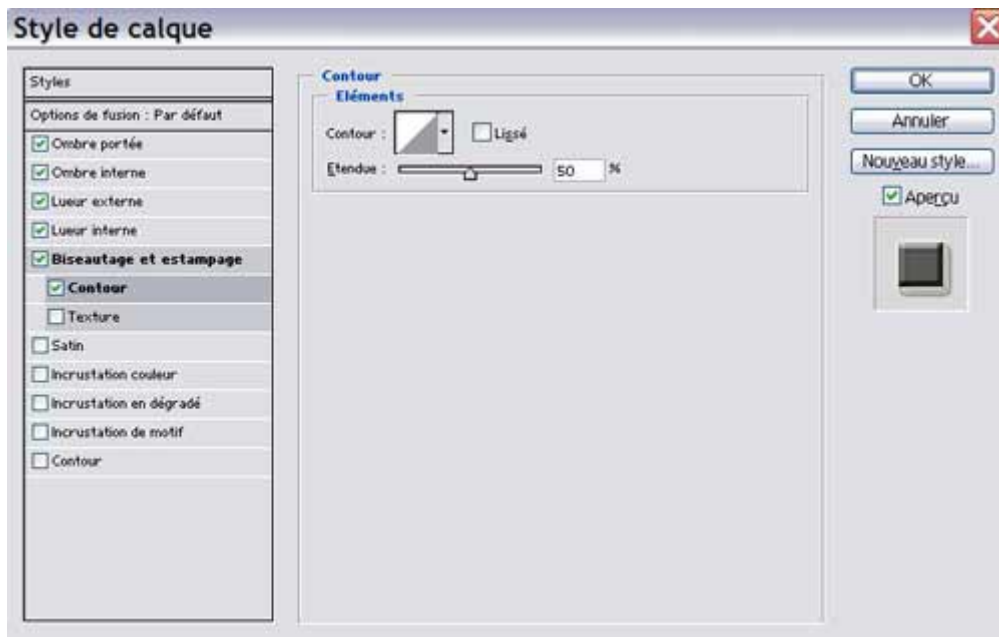 Style de calque
Styles
Options de fusion : Par défaut
Ombre portée
Ombre interne
Lueur externe
Lueur interne
Biseautage et estampage
Contour
Texture
Satin
Incrustation couleur
Incrustation en dégradé
Incrustation de motif
Contour
Contour
Eléments
Contour :
Lissé
Etendue :
50 %
OK
Annuler
Nouveau style...
Aperçu